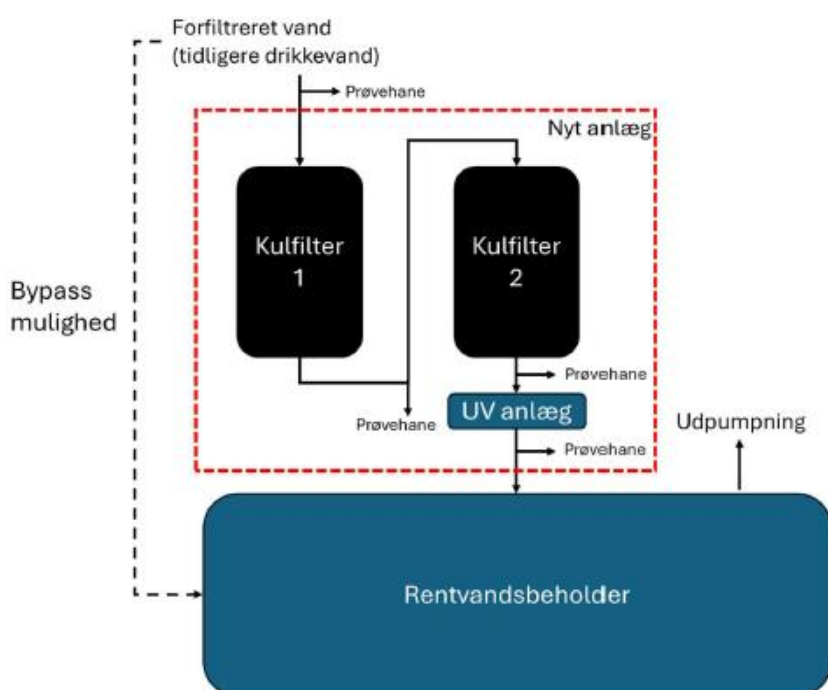 Forfiltreret vand
(tidligere drikkevand)
Prøvehane
Nyt anlæg
Kulfilter
1
Kulfilter
2
Bypass
mulighed
Prøvehane
Prøvehane
UV anlæg
Prøvehane
Udpumpning
Rentvandsbeholder